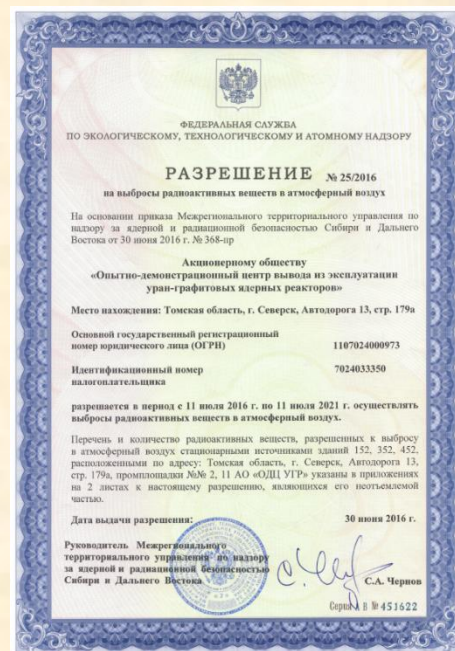 ФЕДЕРАЛЬНАЯ СЛУЖБА
ПО ЭКОЛОГИЧЕСКОМУ, ТЕХНОЛОГИЧЕСКОМУ И АТОМНОМУ НАДЗОРУ
РАЗРЕШЕНИЕ № 25/2016
на выбросы радиоактивных веществ в атмосферный воздух
На основании приказа Межрегионального территориального управления по
надзору за ядерной и радиационной безопасностью Сибири и Дальнего
Востока от 30 июня 2016 г. № 368-пр
Акционерному обществу
«Опытно-демонстрационный центр вывода из эксплуатации
уран-графитовых ядерных реакторов»
Место нахождения: Томская область, г. Северск, Автодорога 13, стр. 179а
Основной государственный регистрационный
номер юридического лица (ОГРН) 1107024000973
Идентификационный номер 7024033350
налогоплательщика
разрешается в период с 11 июля 2016 г. по 11 июля 2021 г. осуществлять
выбросы радиоактивных веществ в атмосферный воздух.
Перечень и количество радиоактивных веществ, разрешенных к выбросу
в атмосферный воздух стационарными источниками зданий 152, 352, 452,
расположенными по адресу: Томская область, г. Северск, Автодорога 13,
стр. 179а, промплощадки №№ 2, 11 АО «ОДЦ УГР» указаны в приложениях
на 2 листах к настоящему разрешению, являющихся его неотъемлемой
частью.
Дата выдачи разрешения: 30 июня 2016 г.
Руководитель Межрегионального
территориального управления по надзору
за ядерной и радиационной безопасностью
Сибири и Дальнего Востока С.А. Чернов
Серия А В № 451622